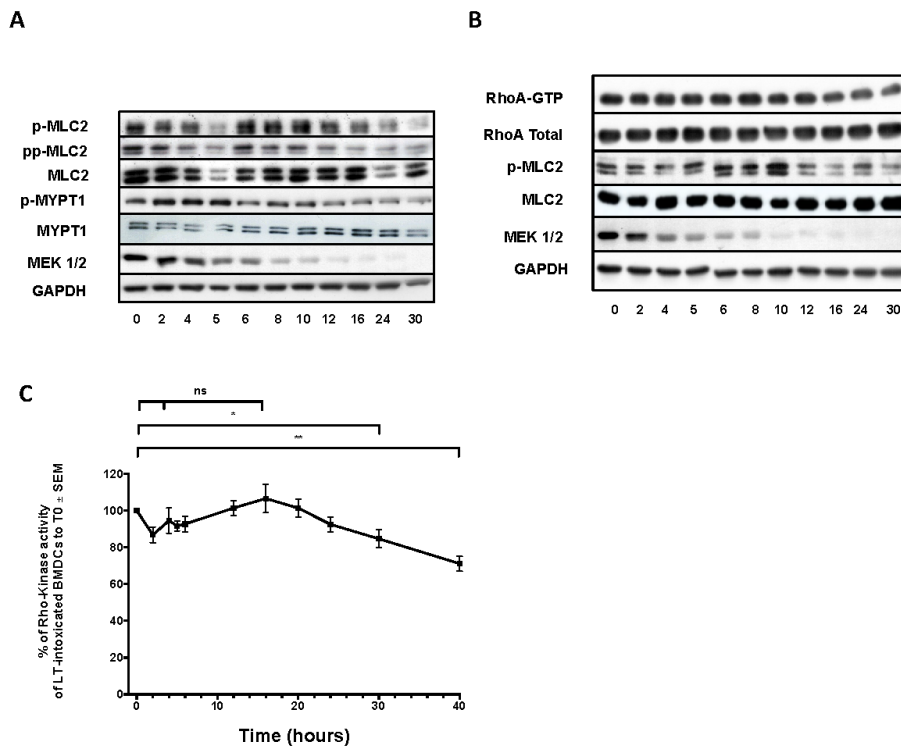 A
p-MLC2
pp-MLC2
MLC2
p-MYPT1
MYPT1
MEK 1/2
GAPDH
0 2 4 5 6 8 10 12 16 24 30
B
RhoA-GTP
RhoA Total
p-MLC2
MLC2
MEK 1/2
GAPDH
0 2 4 5 6 8 10 12 16 24 30
C
ns
*
**
% of Rho-Kinase activity
of LT-intoxicated BMDCs to T0 ± SEM
120
100
80
60
40
20
0
0 10 20 30 40
Time (hours)